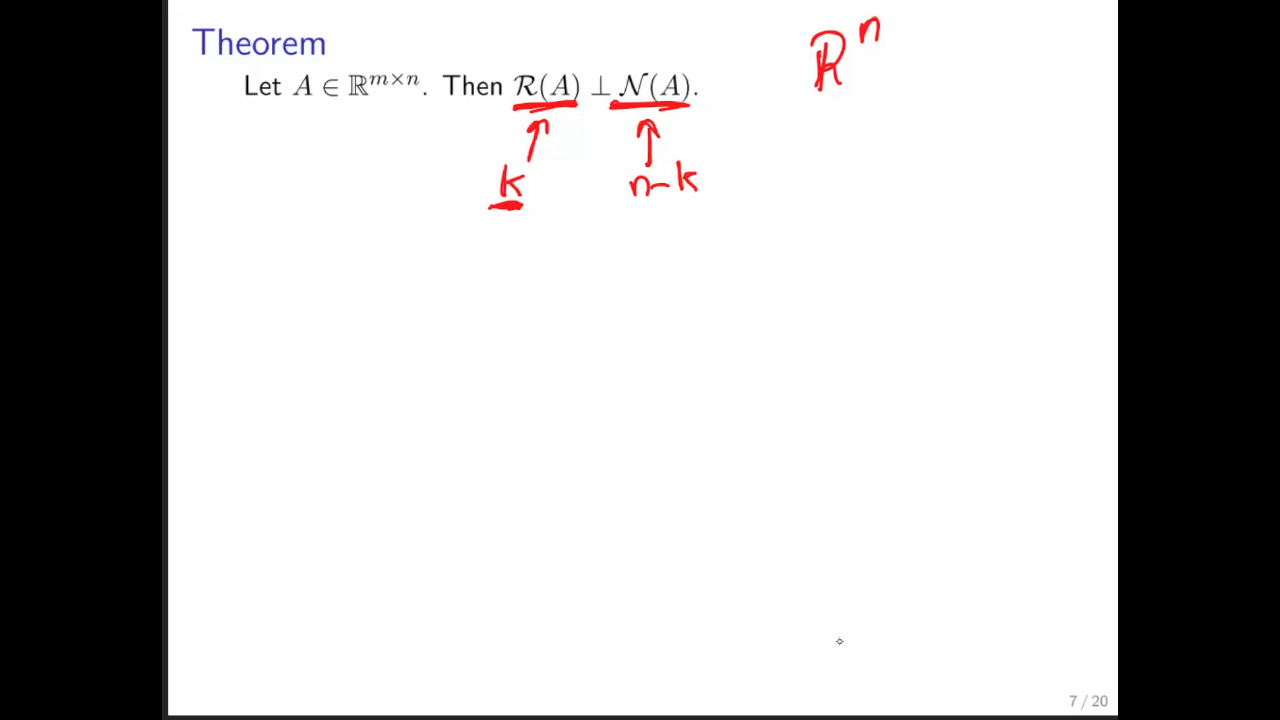 Theorem
Let A ∈ ℝ^{m×n}. Then ℛ(A) ⊥ 𝒩(A).
ℝ^n
k
n-k
7 / 20